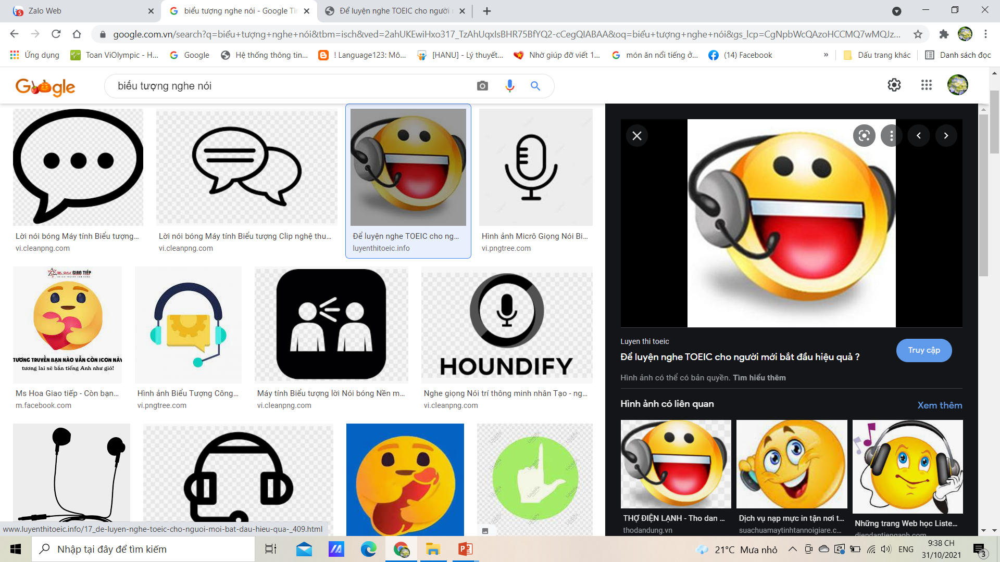 Zalo Web
biểu tượng nghe nói - Google Tì
Để luyện nghe TOEIC cho người
google.com.vn/search?q=biểu+tượng+nghe+nói&tbm=isch&ved=2ahUKEwiHxo317_TzAhUqxIsBHR75BfYQ2-cCegQIABAA&oq=biểu+tượng+nghe+nói&gs_lcp=CgNpbWcQAzoHCCMQ7wMQJz...
Ứng dụng
Toan ViOlympic - H...
Google
Hệ thống thông tin...
! Language123: Mô...
[HANU] - Lý thuyết...
Nhờ giúp đỡ viết 1...
món ăn nổi tiếng ở...
(14) Facebook
»
Dấu trang khác
Danh sách đọc
Google
biểu tượng nghe nói
Lời nói bóng Máy tính Biểu tượng...
vi.cleanpng.com
Lời nói bóng Máy tính Biểu tượng Clip nghệ thu...
vi.cleanpng.com
Để luyện nghe TOEIC cho ng...
luyenthitoeic.info
Hình ảnh Micrô Giọng Nói Bi...
vi.pngtree.com
Ms HOA GIAO TIẾP
TƯƠNG TRUYỀN BẠN NÀO VẪN CÒN ICON NÀY
tương lai sẽ bắn tiếng Anh như gió!
HOUNDIFY
Ms Hoa Giao tiếp - Còn bạn...
m.facebook.com
Hình ảnh Biểu Tượng Công...
vi.pngtree.com
Máy tính Biểu tượng lời Nói bóng Nền m...
vi.cleanpng.com
Nghe giọng Nói trí thông minh nhân Tạo - ng...
vi.cleanpng.com
Luyen thi toeic
Để luyện nghe TOEIC cho người mới bắt đầu hiệu quả ?
Truy cập
Hình ảnh có thể có bản quyền. Tìm hiểu thêm
Hình ảnh có liên quan
Xem thêm
THỢ ĐIỆN LẠNH - Tho dan ...
thodandung.vn
Dịch vụ nạp mực in tận nơi t...
suachuamaytinhtannoigiare.c...
Những trang Web học Liste...
diendantienganh.com
www.luyenthitoeic.info/17_de-luyen-nghe-toeic-cho-nguoi-moi-bat-dau-hieu-qua-_409.html
Nhập tại đây để tìm kiếm
21°C Mưa nhỏ
ENG
9:38 CH
31/10/2021
3